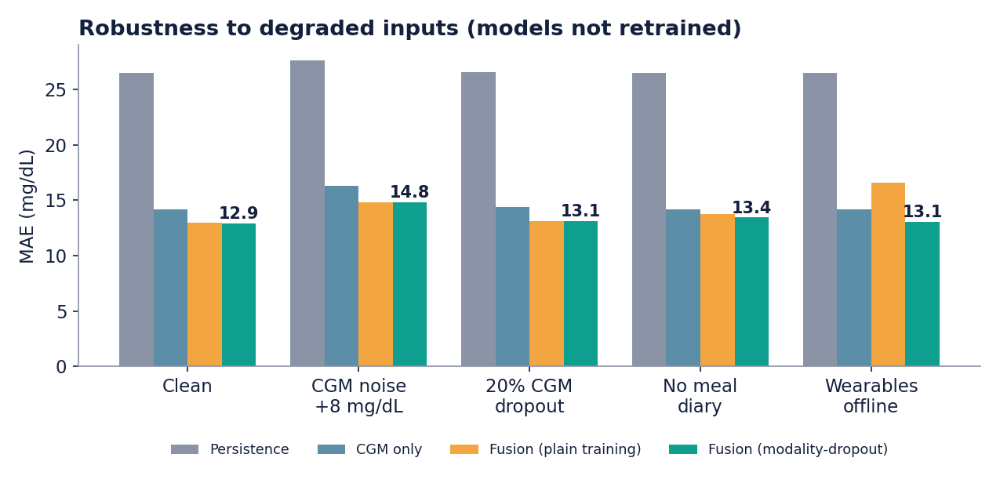 Robustness to degraded inputs (models not retrained)
MAE (mg/dL)
25
20
15
10
5
0
12.9
14.8
13.1
13.4
13.1
Clean
CGM noise
+8 mg/dL
20% CGM
dropout
No meal
diary
Wearables
offline
Persistence
CGM only
Fusion (plain training)
Fusion (modality-dropout)